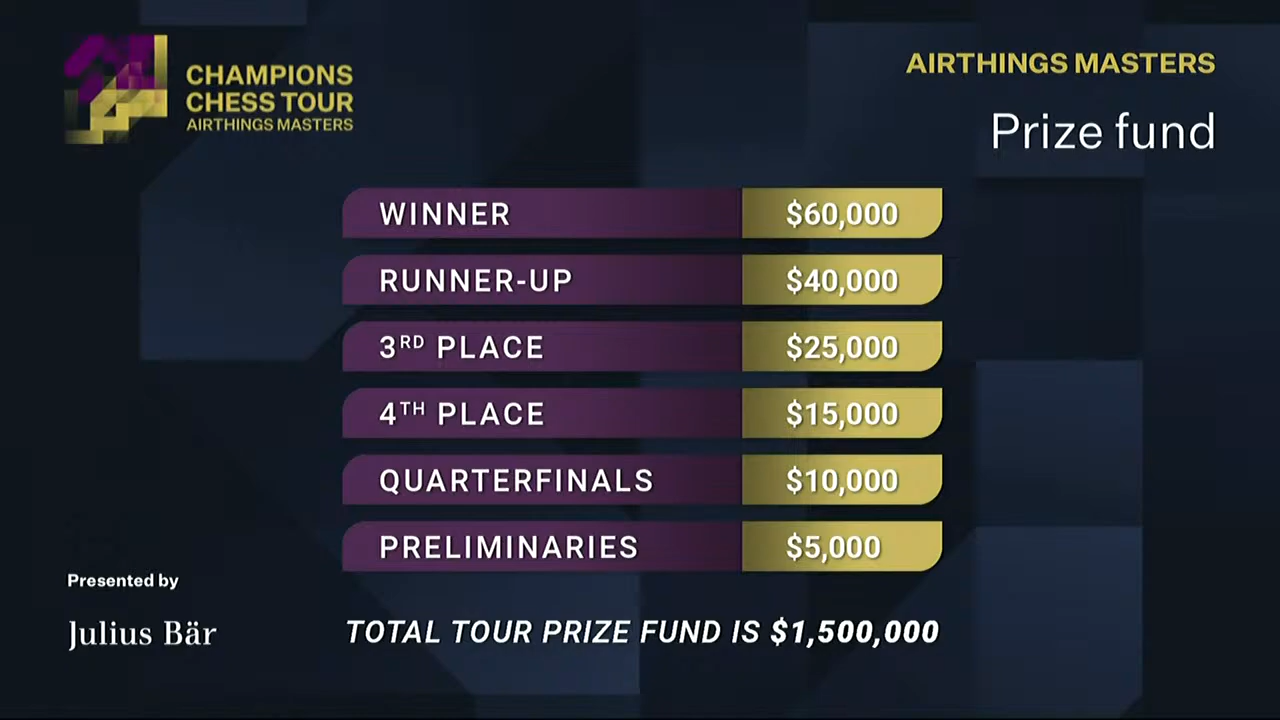 CHAMPIONS
CHESS TOUR
AIRTHINGS MASTERS
AIRTHINGS MASTERS
Prize fund
WINNER $60,000
RUNNER-UP $40,000
3RD PLACE $25,000
4TH PLACE $15,000
QUARTERFINALS $10,000
PRELIMINARIES $5,000
Presented by
Julius Bär
TOTAL TOUR PRIZE FUND IS $1,500,000